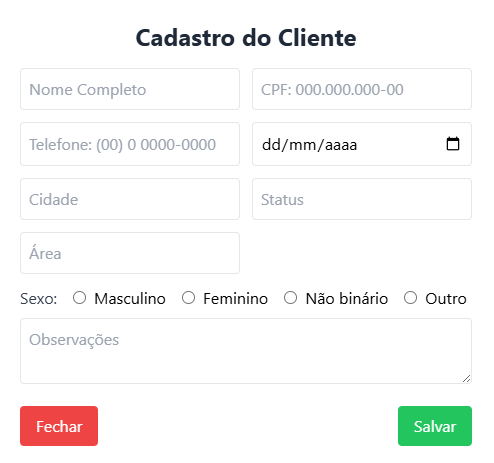 Cadastro do Cliente
Nome Completo CPF: 000.000.000-00
Telefone: (00) 0 0000-0000 dd/mm/aaaa
Cidade Status
Área
Sexo: Masculino Feminino Não binário Outro
Observações
Fechar Salvar